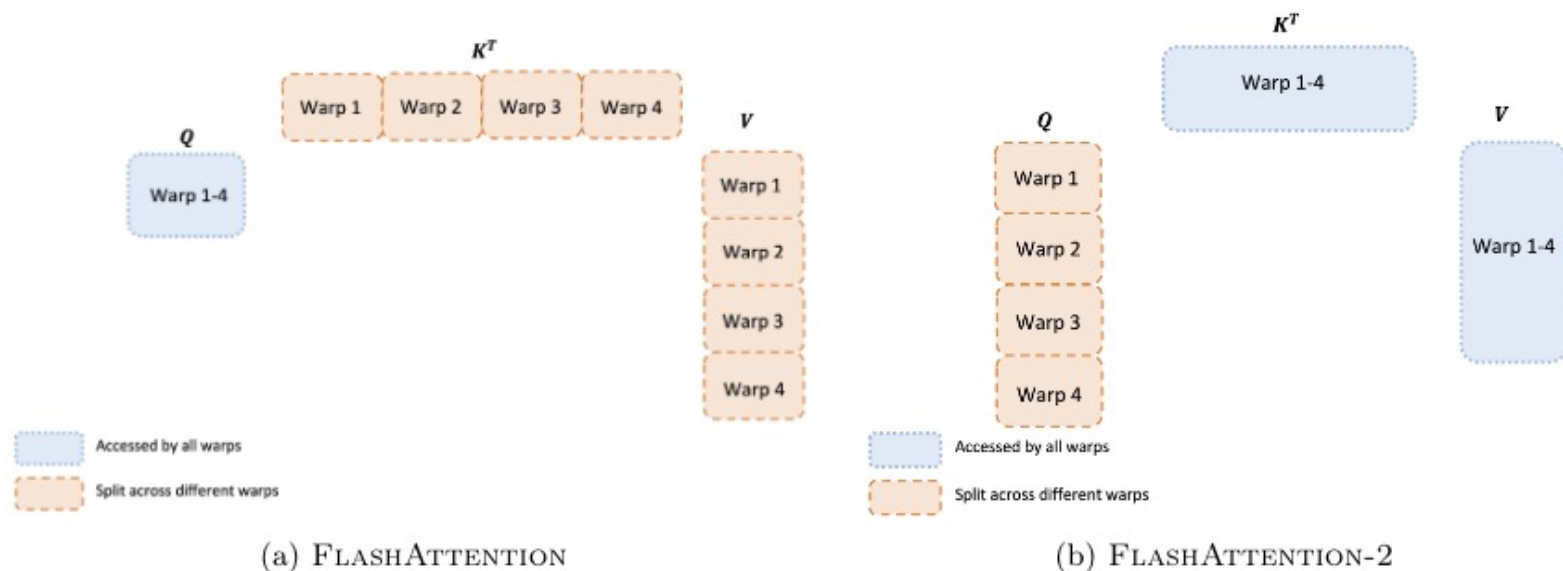 K^T
Warp 1 Warp 2 Warp 3 Warp 4
Q
Warp 1-4
V
Warp 1
Warp 2
Warp 3
Warp 4
Accessed by all warps
Split across different warps
(a) FLASHATTENTION
K^T
Warp 1-4
Q
Warp 1
Warp 2
Warp 3
Warp 4
V
Warp 1-4
Accessed by all warps
Split across different warps
(b) FLASHATTENTION-2